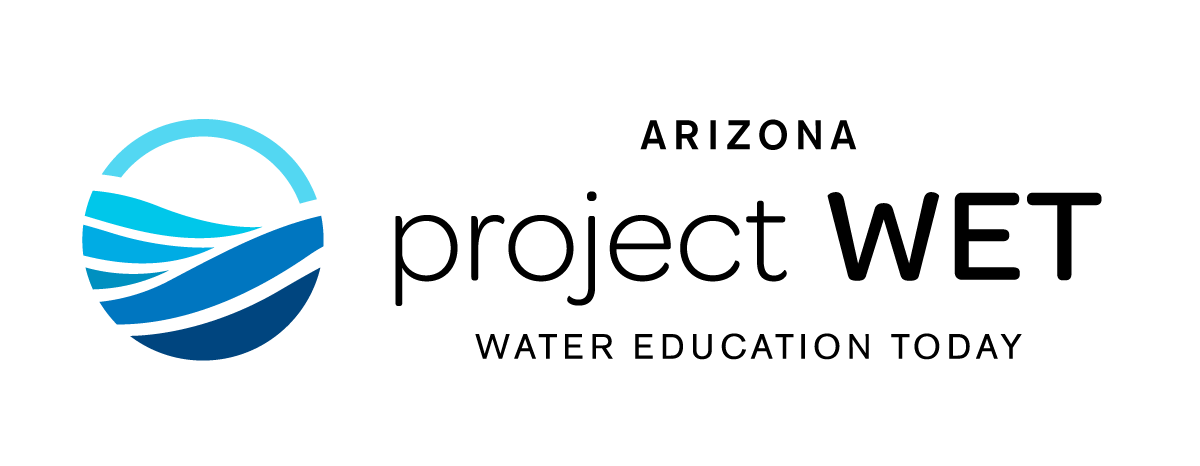 ARIZONA
project WET
WATER EDUCATION TODAY